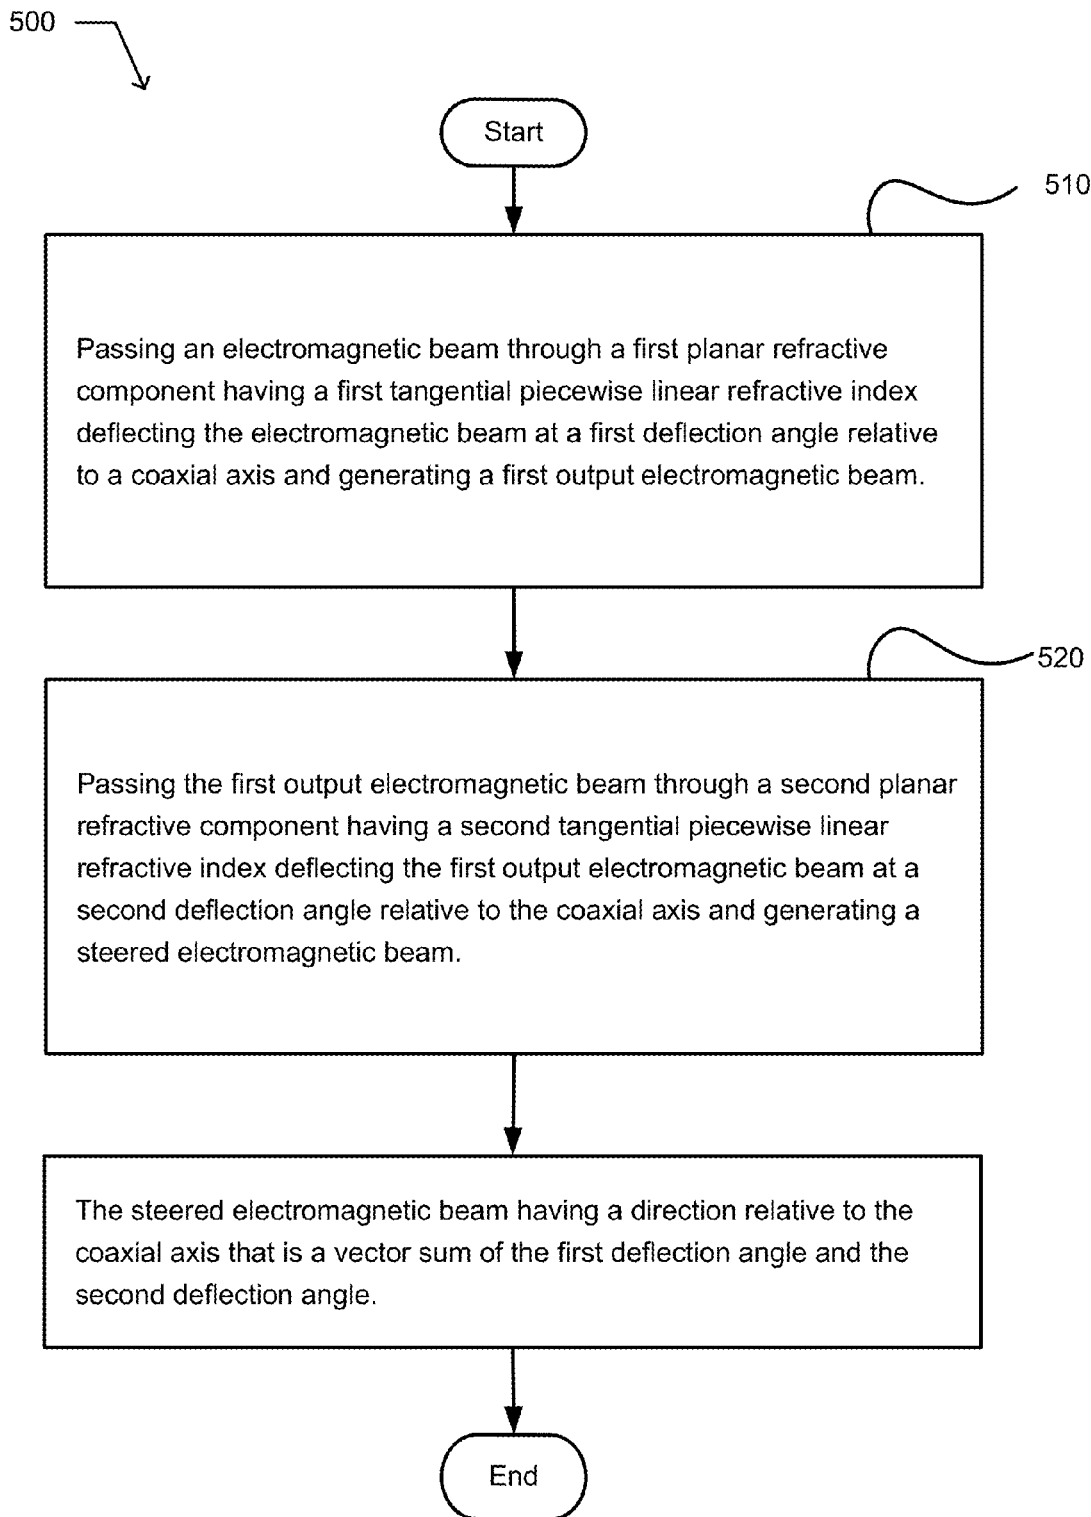 500
Start
510
Passing an electromagnetic beam through a first planar refractive
component having a first tangential piecewise linear refractive index
deflecting the electromagnetic beam at a first deflection angle relative
to a coaxial axis and generating a first output electromagnetic beam.
520
Passing the first output electromagnetic beam through a second planar
refractive component having a second tangential piecewise linear
refractive index deflecting the first output electromagnetic beam at a
second deflection angle relative to the coaxial axis and generating a
steered electromagnetic beam.
The steered electromagnetic beam having a direction relative to the
coaxial axis that is a vector sum of the first deflection angle and the
second deflection angle.
End